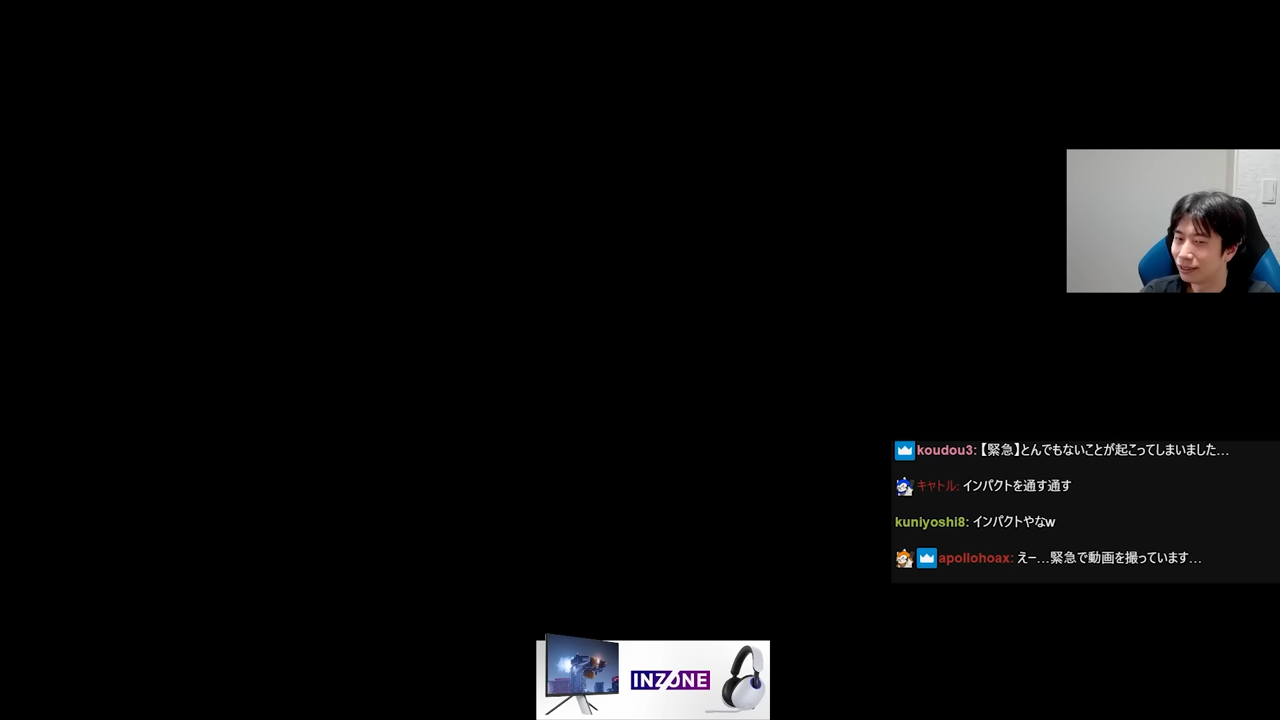 koudou3: 【緊急】とんでもないことが起こってしまいました…
キャトル: インパクトを通す通す
kuniyoshi8: インパクトやなw
apollohoax: えー…緊急で動画を撮っています…
INZONE